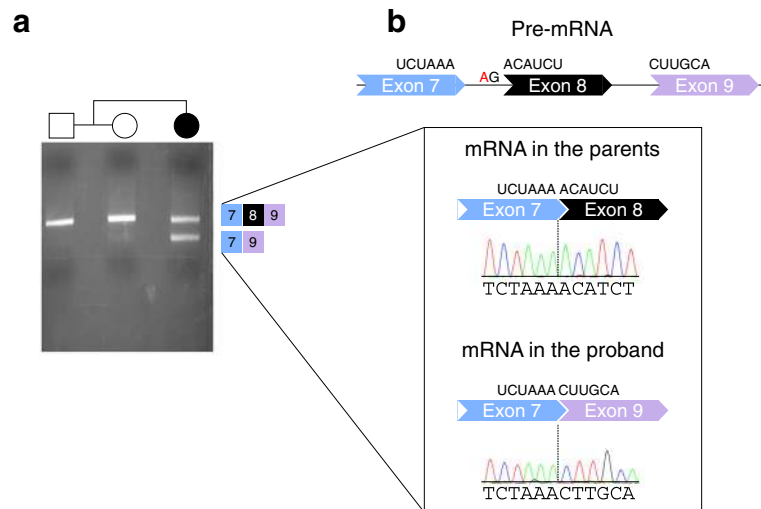 a
b
Pre-mRNA
UCUAAA
AG
ACAUCU
CUUGCA
Exon 7
Exon 8
Exon 9
7 8 9
7 9
mRNA in the parents
UCUAAA ACAUCU
Exon 7
Exon 8
TCTAAAACATCT
mRNA in the proband
UCUAAA CUUGCA
Exon 7
Exon 9
TCTAAACTTGCA